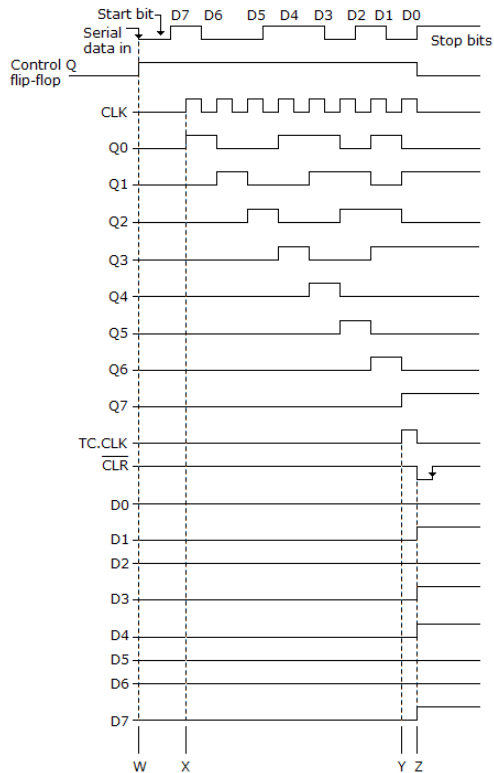 Start bit D7 D6 D5 D4 D3 D2 D1 D0
Serial
data in
Stop bits
Control Q
flip-flop
CLK
Q0
Q1
Q2
Q3
Q4
Q5
Q6
Q7
TC.CLK
CLR
D0
D1
D2
D3
D4
D5
D6
D7
W X Y Z